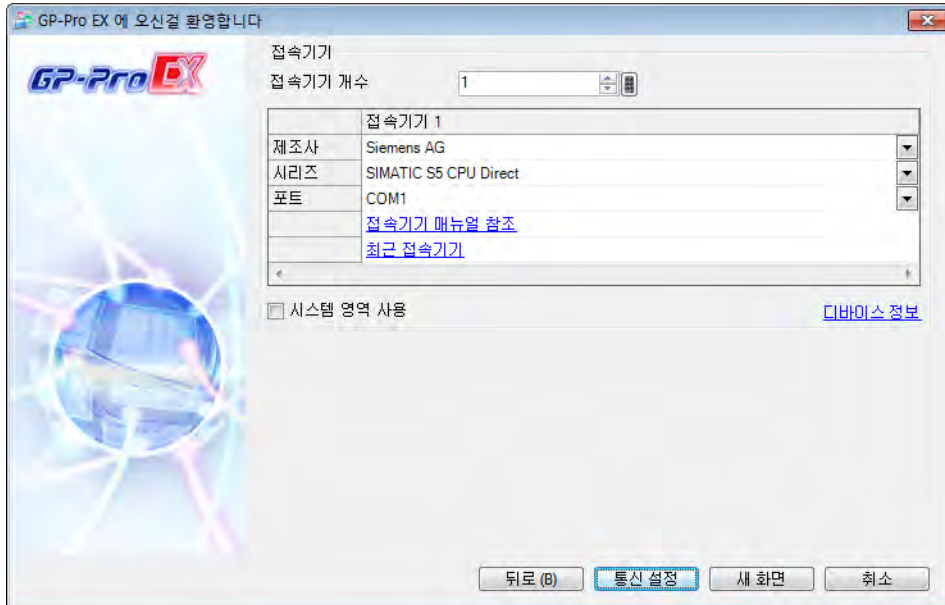 GP-Pro EX 에 오신걸 환영합니다
GP-Pro EX
접속기기
접속기기 개수 1
접속기기 1
제조사 Siemens AG
시리즈 SIMATIC S5 CPU Direct
포트 COM1
접속기기 매뉴얼 참조
최근 접속기기
시스템 영역 사용 디바이스 정보
뒤로 (B) 통신 설정 새 화면 취소